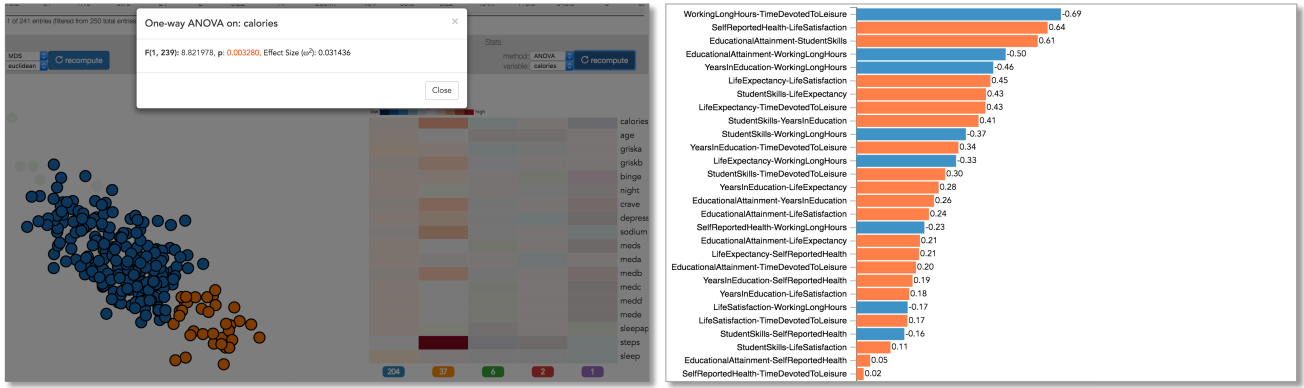 1 of 241 entries (filtered from 250 total entries
One-way ANOVA on: calories
×
F(1, 239): 8.821978, p: 0.003280, Effect Size (ω²): 0.031436
Close
MDS
euclidean
recompute
Stats
method: ANOVA
variable: calories
recompute
low
high
calories
age
griska
griskb
binge
night
crave
depress
sodium
meds
meda
medb
medc
medd
mede
sleepap
steps
sleep
204 37 6 2 1
WorkingLongHours-TimeDevotedToLeisure -0.69
SelfReportedHealth-LifeSatisfaction 0.64
EducationalAttainment-StudentSkills 0.61
EducationalAttainment-WorkingLongHours -0.50
YearsInEducation-WorkingLongHours -0.46
LifeExpectancy-LifeSatisfaction 0.45
StudentSkills-LifeExpectancy 0.43
LifeExpectancy-TimeDevotedToLeisure 0.43
StudentSkills-YearsInEducation 0.41
StudentSkills-WorkingLongHours -0.37
YearsInEducation-TimeDevotedToLeisure 0.34
LifeExpectancy-WorkingLongHours -0.33
StudentSkills-TimeDevotedToLeisure 0.30
YearsInEducation-LifeExpectancy 0.28
EducationalAttainment-YearsInEducation 0.26
EducationalAttainment-LifeSatisfaction 0.24
SelfReportedHealth-WorkingLongHours -0.23
EducationalAttainment-LifeExpectancy 0.21
LifeExpectancy-SelfReportedHealth 0.21
EducationalAttainment-TimeDevotedToLeisure 0.20
YearsInEducation-SelfReportedHealth 0.19
YearsInEducation-LifeSatisfaction 0.18
LifeSatisfaction-WorkingLongHours -0.17
LifeSatisfaction-TimeDevotedToLeisure 0.17
StudentSkills-SelfReportedHealth -0.16
StudentSkills-LifeSatisfaction 0.11
EducationalAttainment-SelfReportedHealth 0.05
SelfReportedHealth-TimeDevotedToLeisure 0.02